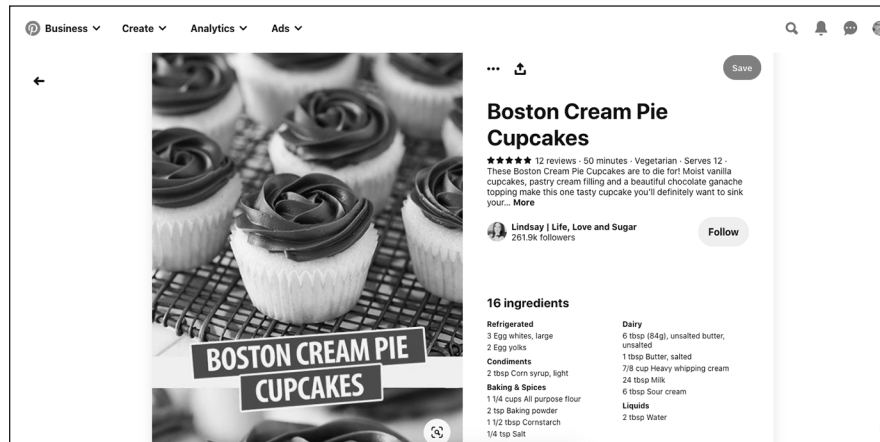 Business
Create
Analytics
Ads
Save
Boston Cream Pie
Cupcakes
12 reviews · 50 minutes · Vegetarian · Serves 12 ·
These Boston Cream Pie Cupcakes are to die for! Moist vanilla
cupcakes, pastry cream filling and a beautiful chocolate ganache
topping make this one tasty cupcake you'll definitely want to sink
your... More
Lindsay | Life, Love and Sugar
261.9k followers
Follow
BOSTON CREAM PIE
CUPCAKES
16 ingredients
Refrigerated
3 Egg whites, large
2 Egg yolks
Condiments
2 tbsp Corn syrup, light
Baking & Spices
1 1/4 cups All purpose flour
2 tsp Baking powder
1 1/2 tbsp Cornstarch
1/4 tsp Salt
Dairy
6 tbsp (84g), unsalted butter,
unsalted
1 tbsp Butter, salted
7/8 cup Heavy whipping cream
24 tbsp Milk
6 tbsp Sour cream
Liquids
2 tbsp Water